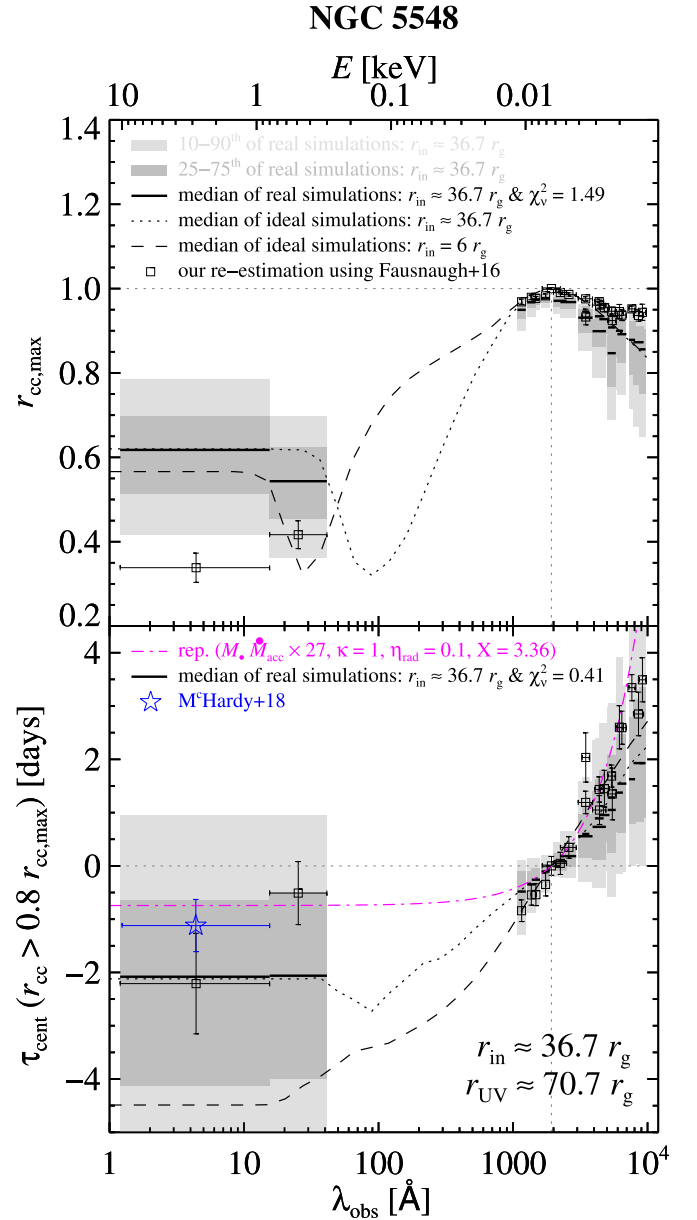 NGC 5548
E [keV]
10 1 0.1 0.01
1.4
10−90th of real simulations: r_in ≈ 36.7 r_g
25−75th of real simulations: r_in ≈ 36.7 r_g
median of real simulations: r_in ≈ 36.7 r_g & χ_ν^2 = 1.49
1.2
median of ideal simulations: r_in ≈ 36.7 r_g
median of ideal simulations: r_in = 6 r_g
our re-estimation using Fausnaugh+16
1.0
r_cc,max
0.8
0.6
0.4
0.2
4
rep. (M_• Ṁ_acc × 27, κ = 1, η_rad = 0.1, X = 3.36)
median of real simulations: r_in ≈ 36.7 r_g & χ_ν^2 = 0.41
McHardy+18
2
τ_cent (r_cc > 0.8 r_cc,max) [days]
0
−2
−4
r_in ≈ 36.7 r_g
r_UV ≈ 70.7 r_g
1 10 100 1000 10^4
λ_obs [Å]